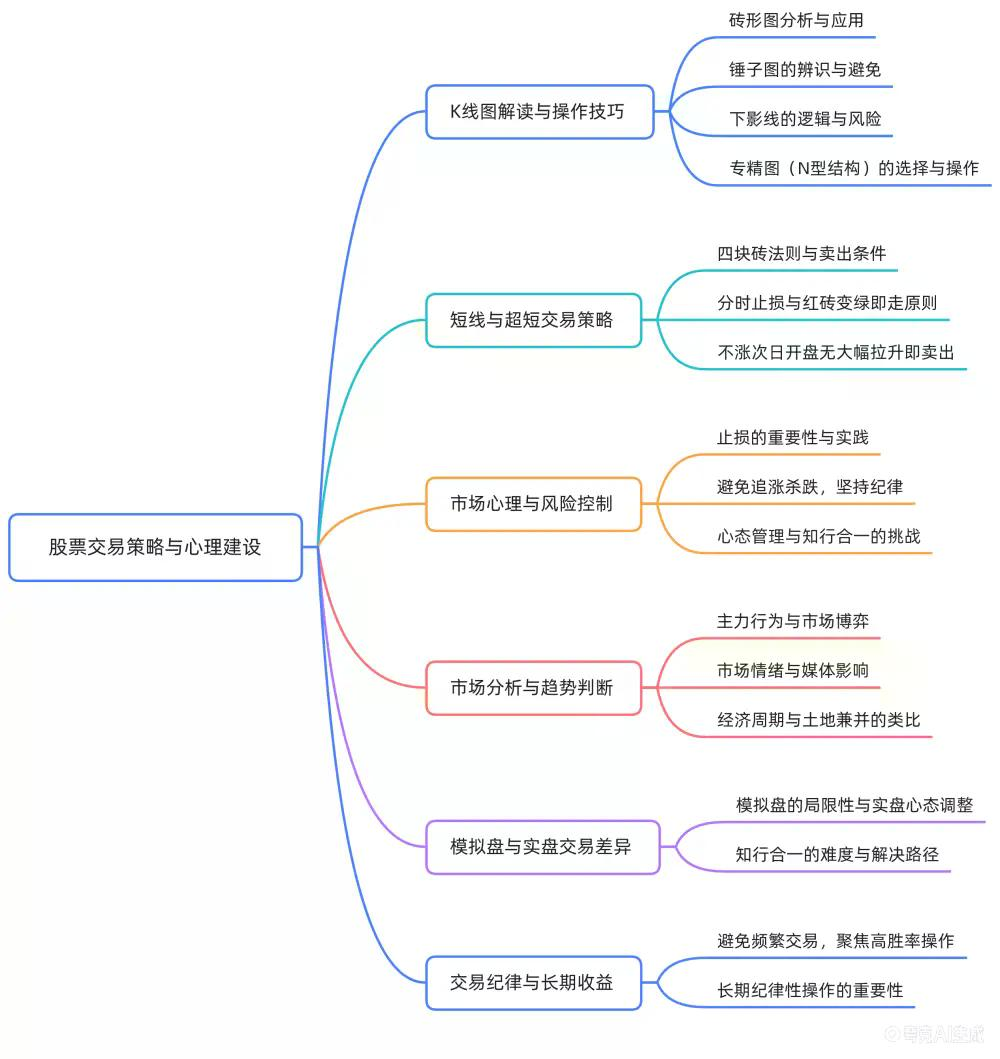 砖形图分析与应用
锤子图的辨识与避免
K线图解读与操作技巧
下影线的逻辑与风险
专精图（N型结构）的选择与操作
四块砖法则与卖出条件
短线与超短交易策略
分时止损与红砖变绿即走原则
不涨次日开盘无大幅拉升即卖出
止损的重要性与实践
市场心理与风险控制
避免追涨杀跌，坚持纪律
心态管理与知行合一的挑战
股票交易策略与心理建设
主力行为与市场博弈
市场分析与趋势判断
市场情绪与媒体影响
经济周期与土地兼并的类比
模拟盘的局限性与实盘心态调整
模拟盘与实盘交易差异
知行合一的难度与解决路径
避免频繁交易，聚焦高胜率操作
交易纪律与长期收益
长期纪律性操作的重要性
夸克AI生成